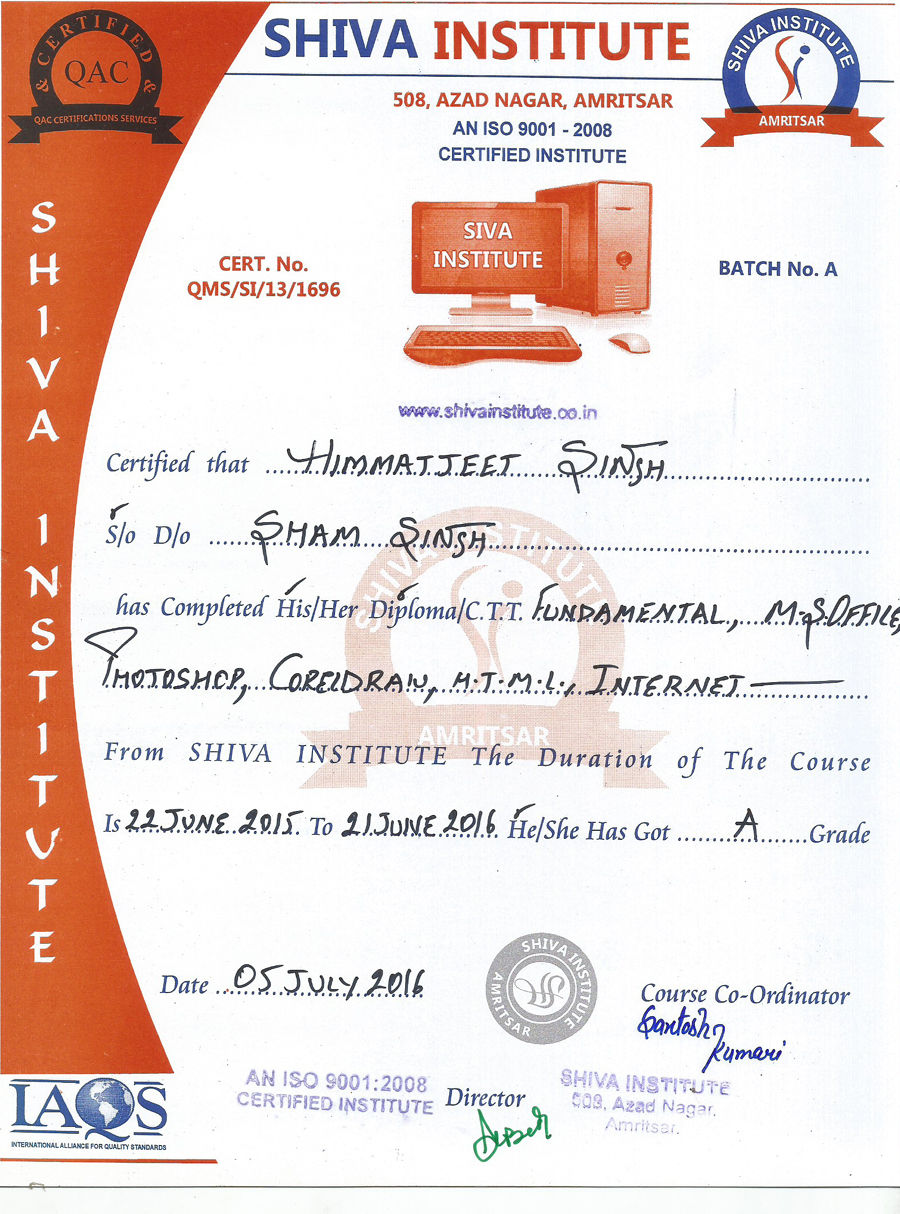 CERTIFIED
& &
QAC
QAC CERTIFICATIONS SERVICES
SHIVA INSTITUTE
SHIVA INSTITUTE
AMRITSAR
508, AZAD NAGAR, AMRITSAR
AN ISO 9001 - 2008
CERTIFIED INSTITUTE
SIVA
INSTITUTE
CERT. No.
QMS/SI/13/1696
BATCH No. A
www.shivainstitute.co.in
SHIVA INSTITUTE
Certified that HIMMATJEET SINGH
S/o D/o SHAM SINGH
SHIVA INSTITUTE
has Completed His/Her Diploma/C.T.T. FUNDAMENTAL, M.S.OFFICE,
PHOTOSHOP, CORELDRAW, H.T.M.L., INTERNET
AMRITSAR
From SHIVA INSTITUTE The Duration of The Course
Is 22 JUNE 2015 To 21 JUNE 2016 He/She Has Got A Grade
Date 05 JULY 2016
SHIVA INSTITUTE
AMRITSAR
Course Co-Ordinator
Santosh
Kumari
AN ISO 9001:2008
CERTIFIED INSTITUTE
Director
SHIVA INSTITUTE
508, Azad Nagar,
Amritsar.
IAQS
INTERNATIONAL ALLIANCE FOR QUALITY STANDARDS